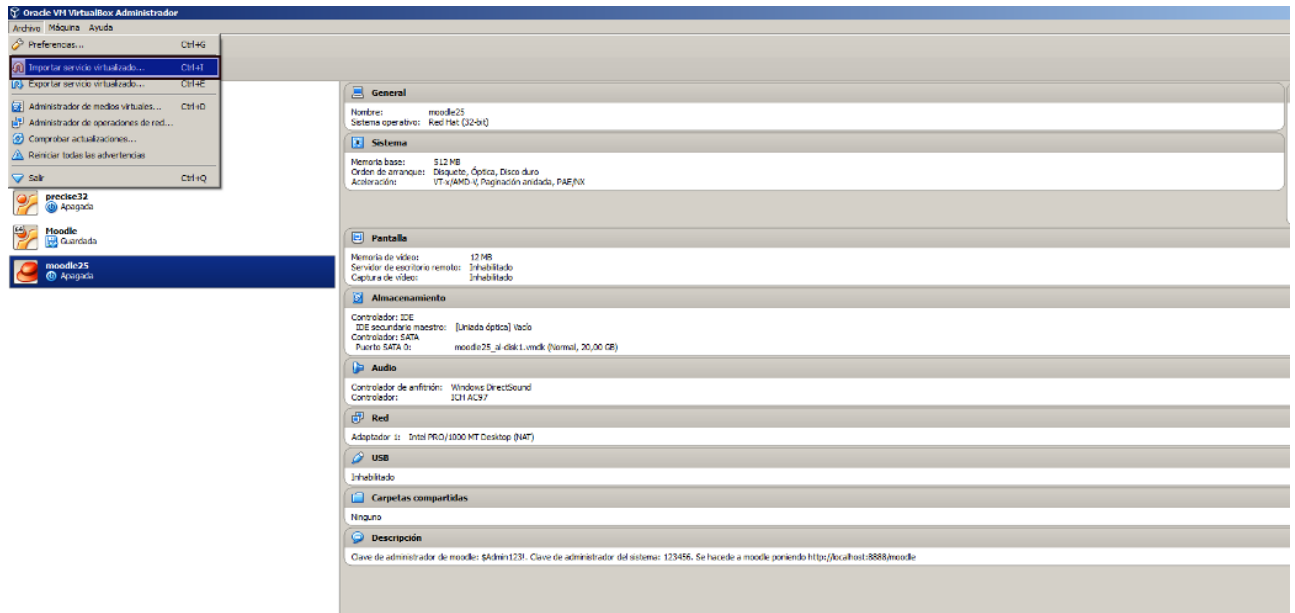 Oracle VM VirtualBox Administrador
Archivo Máquina Ayuda
Preferencias... Ctrl+G
Importar servicio virtualizado... Ctrl+I
Exportar servicio virtualizado... Ctrl+E
Administrador de medios virtuales... Ctrl+D
Administrador de operaciones de red...
Comprobar actualizaciones...
Reiniciar todas las advertencias
Salir Ctrl+Q
precise32
Apagada
Moodle
Guardada
moodle25
Apagada
General
Nombre: moodle25
Sistema operativo: Red Hat (32-bit)
Sistema
Memoria base: 512 MB
Orden de arranque: Disquete, Óptica, Disco duro
Aceleración: VT-x/AMD-V, Paginación anidada, PAE/NX
Pantalla
Memoria de vídeo: 12 MB
Servidor de escritorio remoto: Inhabilitado
Captura de vídeo: Inhabilitado
Almacenamiento
Controlador: IDE
IDE secundario maestro: [Uniada óptica] Vacío
Controlador: SATA
Puerto SATA 0: moodle25_al-disk1.vmdk (Normal, 20,00 GB)
Audio
Controlador de anfitrión: Windows DirectSound
Controlador: ICH AC97
Red
Adaptador 1: Intel PRO/1000 MT Desktop (NAT)
USB
Inhabilitado
Carpetas compartidas
Ninguno
Descripción
Clave de administrador de moodle: $Admin123!. Clave de administrador del sistema: 123456. Se hacede a moodle poniendo http://localhost:8888/moodle